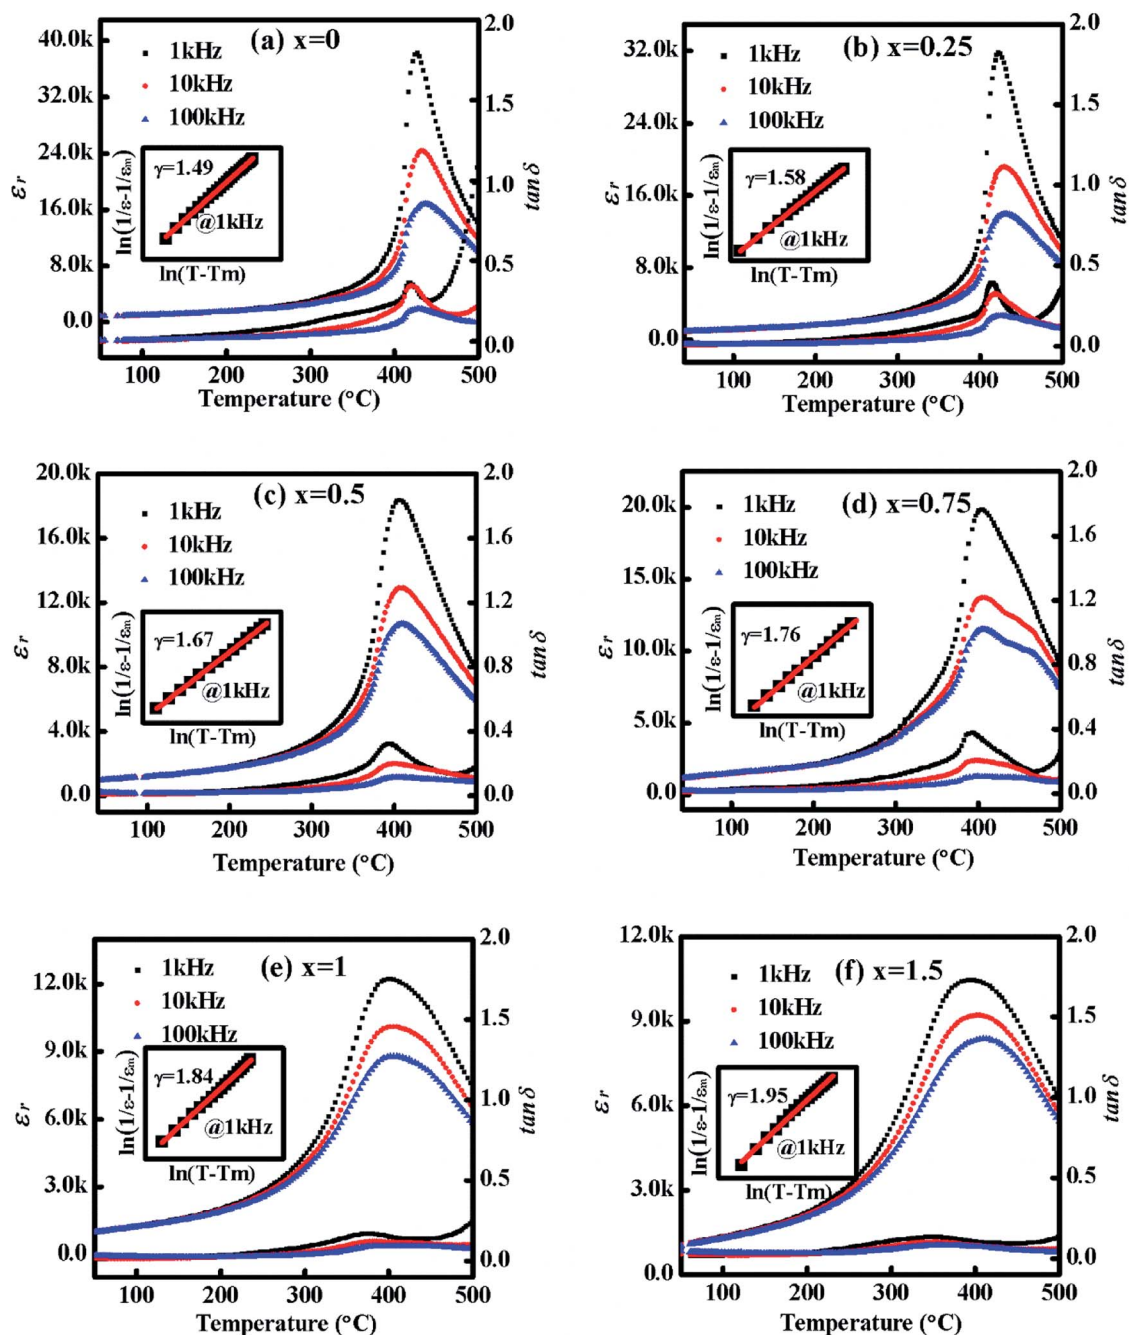 (a) x=0
1kHz
10kHz
100kHz
γ=1.49
@1kHz
ln(1/ε-1/εm)
ln(T-Tm)
40.0k
32.0k
24.0k
16.0k
8.0k
0.0
εr
2.0
1.5
1.0
0.5
0.0
tanδ
100 200 300 400 500
Temperature (°C)
(b) x=0.25
1kHz
10kHz
100kHz
γ=1.58
@1kHz
ln(1/ε-1/εm)
ln(T-Tm)
32.0k
24.0k
16.0k
8.0k
0.0
εr
2.0
1.5
1.0
0.5
0.0
tanδ
100 200 300 400 500
Temperature (°C)
(c) x=0.5
1kHz
10kHz
100kHz
γ=1.67
@1kHz
ln(1/ε-1/εm)
ln(T-Tm)
20.0k
16.0k
12.0k
8.0k
4.0k
0.0
εr
2.0
1.6
1.2
0.8
0.4
0.0
tanδ
100 200 300 400 500
Temperature (°C)
(d) x=0.75
1kHz
10kHz
100kHz
γ=1.76
@1kHz
ln(1/ε-1/εm)
ln(T-Tm)
20.0k
15.0k
10.0k
5.0k
0.0
εr
2.0
1.6
1.2
0.8
0.4
0.0
tanδ
100 200 300 400 500
Temperature (°C)
(e) x=1
1kHz
10kHz
100kHz
γ=1.84
@1kHz
ln(1/ε-1/εm)
ln(T-Tm)
12.0k
9.0k
6.0k
3.0k
0.0
εr
2.0
1.5
1.0
0.5
0.0
tanδ
100 200 300 400 500
Temperature (°C)
(f) x=1.5
1kHz
10kHz
100kHz
γ=1.95
@1kHz
ln(1/ε-1/εm)
ln(T-Tm)
12.0k
9.0k
6.0k
3.0k
0.0
εr
2.0
1.5
1.0
0.5
0.0
tanδ
100 200 300 400 500
Temperature (°C)